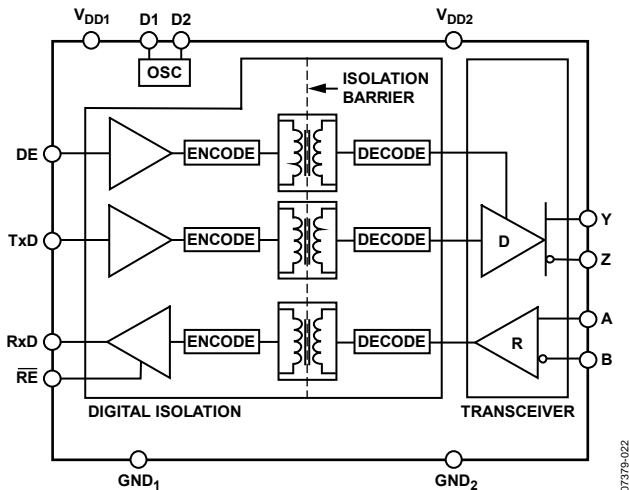 VDD1 D1 D2 VDD2
OSC
ISOLATION
BARRIER
DE ENCODE DECODE
TxD ENCODE DECODE D Y
Z
RxD ENCODE DECODE R A
B
RE
DIGITAL ISOLATION TRANSCEIVER
GND1 GND2
07379-022